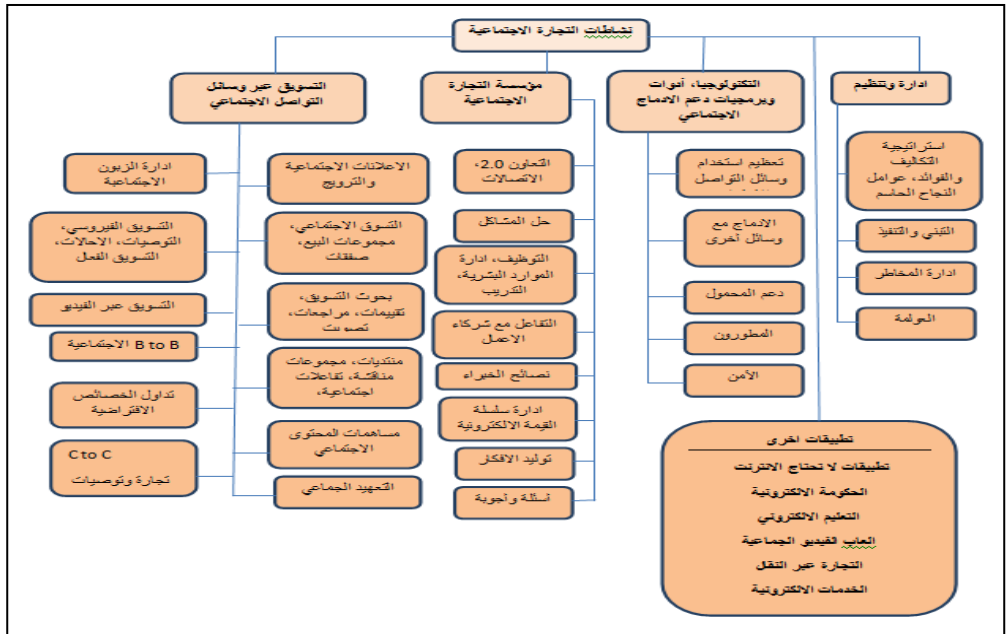 نشاطات التجارة الاجتماعية
ادارة وتنظيم
استراتيجية
التكاليف
والفوائد، عوامل
النجاح الحاسم
التبني والتنفيذ
ادارة المخاطر
العولمة
التكنولوجيا، أدوات
وبرمجيات دعم الادماج
الاجتماعي
تعظيم استخدام
وسائل التواصل
الاندماج مع
وسائل أخرى
دعم المحمول
المطورون
الأمن
تطبيقات اخرى
تطبيقات لا تحتاج الانترنت
الحكومة الالكترونية
التعليم الالكتروني
العاب الفيديو الجماعية
التجارة عبر النقل
الخدمات الالكترونية
مؤسسة التجارة
الاجتماعية
التعاون 2.0،
الاتصالات
حل المشاكل
التوظيف، ادارة
الموارد البشرية،
التدريب
التفاعل مع شركاء
الاعمال
نصائح الخبراء
ادارة سلسلة
القيمة الالكترونية
توليد الافكار
أسئلة وأجوبة
التسويق عبر وسائل
التواصل الاجتماعي
الاعلانات الاجتماعية
والترويج
التسوق الاجتماعي،
مجموعات البيع،
صفقات
بحوث التسويق،
تقييمات، مراجعات،
تصويت
منتديات، مجموعات
مناقشة، تفاعلات
اجتماعية،
مساهمات المحتوى
الاجتماعي
التعهيد الجماعي
ادارة الزبون
الاجتماعية
التسويق الفيروسي،
التوصيات، الاحالات،
التسويق الفعال
التسويق عبر الفيديو
B to B الاجتماعية
تداول الخصائص
الافتراضية
C to C
تجارة وتوصيات